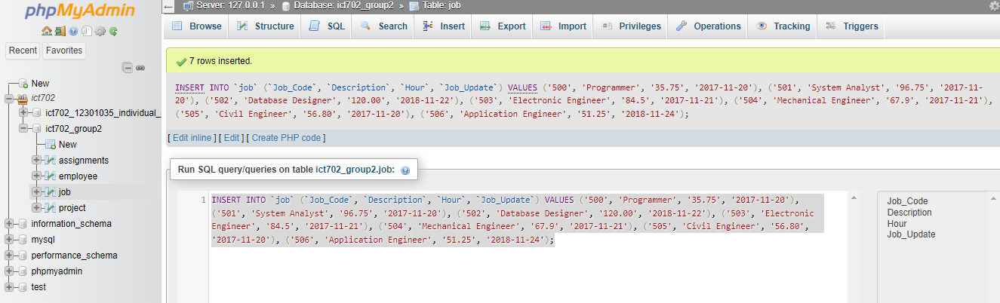 phpMyAdmin
Recent Favorites
New
ict702
ict702_12301035_individual_
ict702_group2
New
assignments
employee
job
project
information_schema
mysql
performance_schema
phpmyadmin
test
Server: 127.0.0.1 » Database: ict702_group2 » Table: job
Browse Structure SQL Search Insert Export Import Privileges Operations Tracking Triggers
7 rows inserted.
INSERT INTO `job` (`Job_Code`, `Description`, `Hour`, `Job_Update`) VALUES ('500', 'Programmer', '35.75', '2017-11-20'), ('501', 'System Analyst', '96.75', '2017-11-
20'), ('502', 'Database Designer', '120.00', '2018-11-22'), ('503', 'Electronic Engineer', '84.5', '2017-11-21'), ('504', 'Mechanical Engineer', '67.9', '2017-11-21'),
('505', 'Civil Engineer', '56.80', '2017-11-20'), ('506', 'Application Engineer', '51.25', '2018-11-24');
[ Edit inline ] [ Edit ] [ Create PHP code ]
Run SQL query/queries on table ict702_group2.job:
1 INSERT INTO `job` (`Job_Code`, `Description`, `Hour`, `Job_Update`) VALUES ('500', 'Programmer', '35.75', '2017-11-20'),
('501', 'System Analyst', '96.75', '2017-11-20'), ('502', 'Database Designer', '120.00', '2018-11-22'), ('503', 'Electronic
Engineer', '84.5', '2017-11-21'), ('504', 'Mechanical Engineer', '67.9', '2017-11-21'), ('505', 'Civil Engineer', '56.80',
'2017-11-20'), ('506', 'Application Engineer', '51.25', '2018-11-24');
Job_Code
Description
Hour
Job_Update